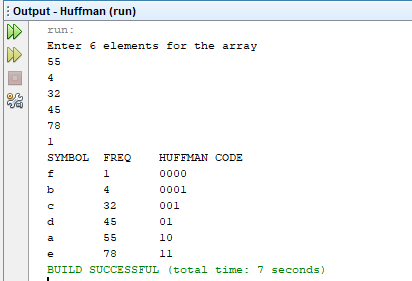 Output - Huffman (run)
run:
Enter 6 elements for the array
55
4
32
45
78
1
SYMBOL FREQ HUFFMAN CODE
f 1 0000
b 4 0001
c 32 001
d 45 01
a 55 10
e 78 11
BUILD SUCCESSFUL (total time: 7 seconds)